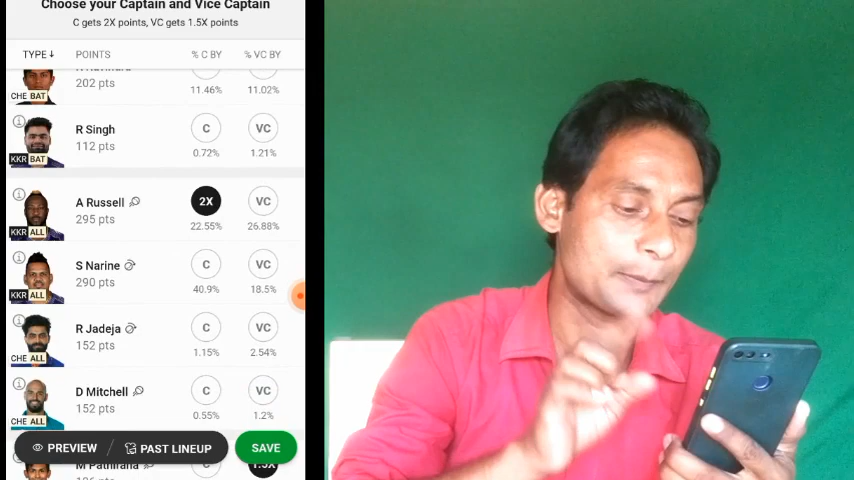 Choose your Captain and Vice Captain
C gets 2X points, VC gets 1.5X points
TYPE↓ POINTS % C BY % VC BY
202 pts
CHE BAT 11.46% 11.02%
R Singh C VC
112 pts
KKR BAT 0.72% 1.21%
A Russell 2X VC
295 pts
KKR ALL 22.55% 26.88%
S Narine C VC
290 pts
KKR ALL 40.9% 18.5%
R Jadeja C VC
152 pts
CHE ALL 1.15% 2.54%
D Mitchell C VC
152 pts
CHE ALL 0.55% 1.2%
PREVIEW / PAST LINEUP SAVE
M Pathirana C 1.5X